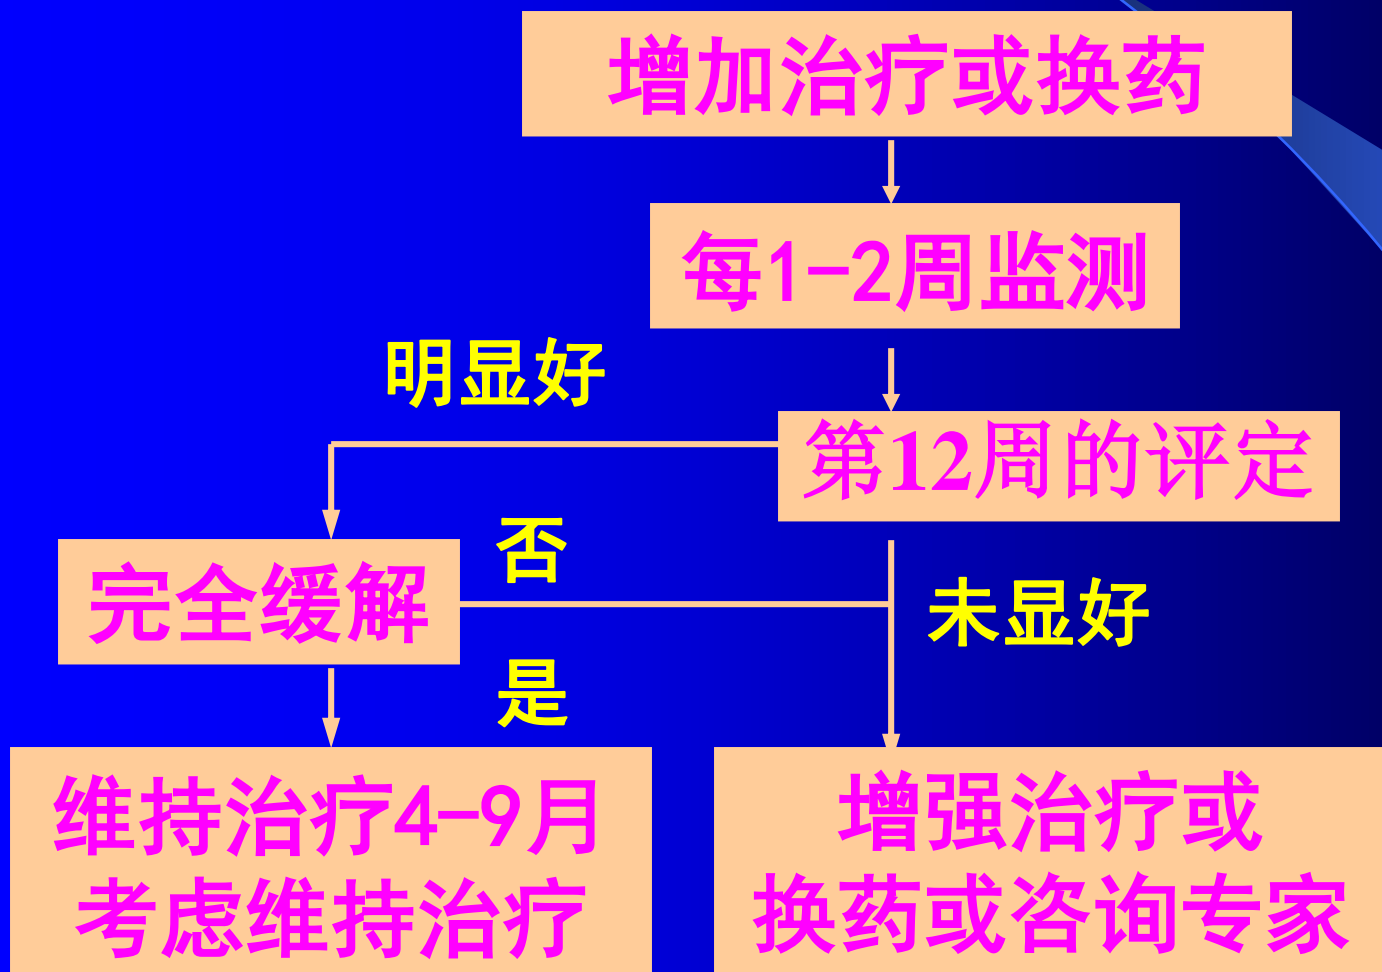 增加治疗或换药
每1-2周监测
明显好
第12周的评定
否
完全缓解
未显好
是
维持治疗4-9月
考虑维持治疗
增强治疗或
换药或咨询专家